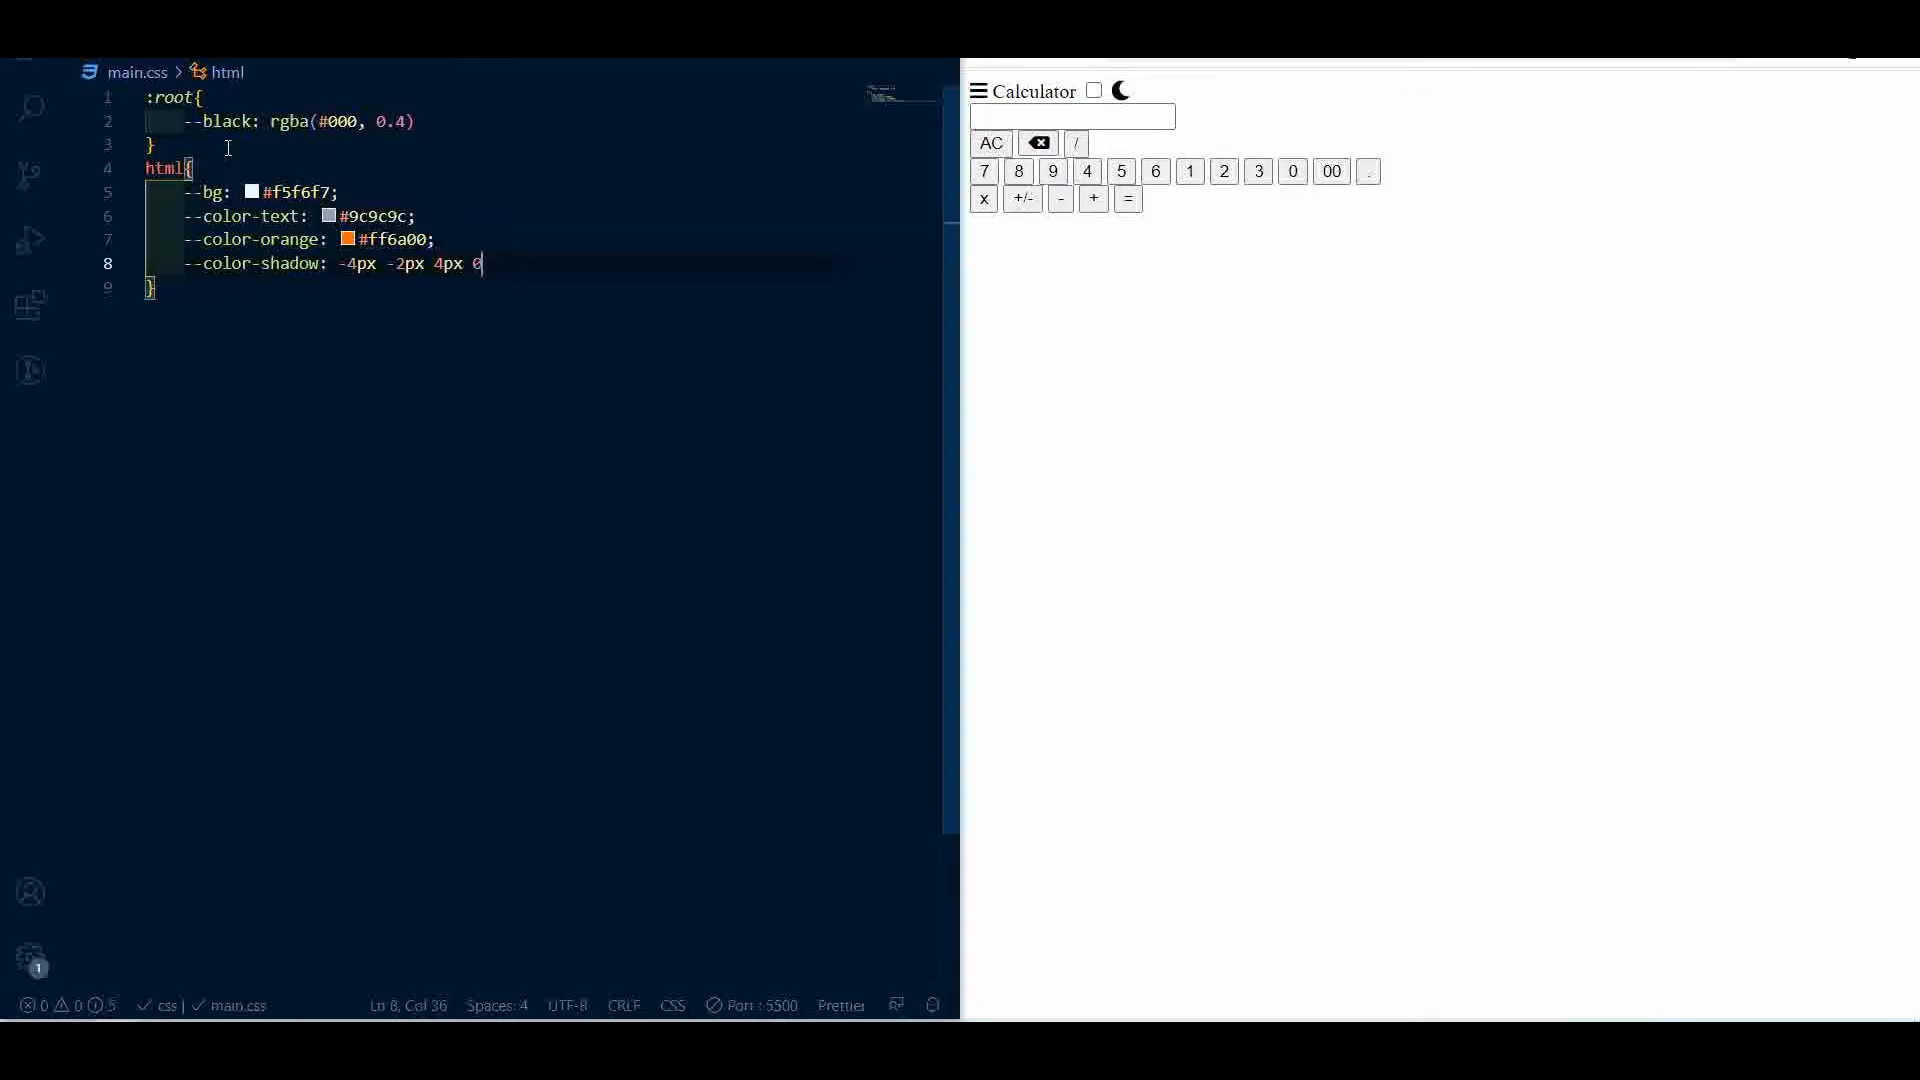 main.css > html
1 :root{
2 --black: rgba(#000, 0.4)
3 }
4 html{
5 --bg: #f5f6f7;
6 --color-text: #9c9c9c;
7 --color-orange: #ff6a00;
8 --color-shadow: -4px -2px 4px 0
9 }
1
0 0 5 css | main.css Ln 8, Col 36 Spaces: 4 UTF-8 CRLF CSS Port : 5500 Prettier
Calculator
AC /
7 8 9 4 5 6 1 2 3 0 00 .
x +/- - + =